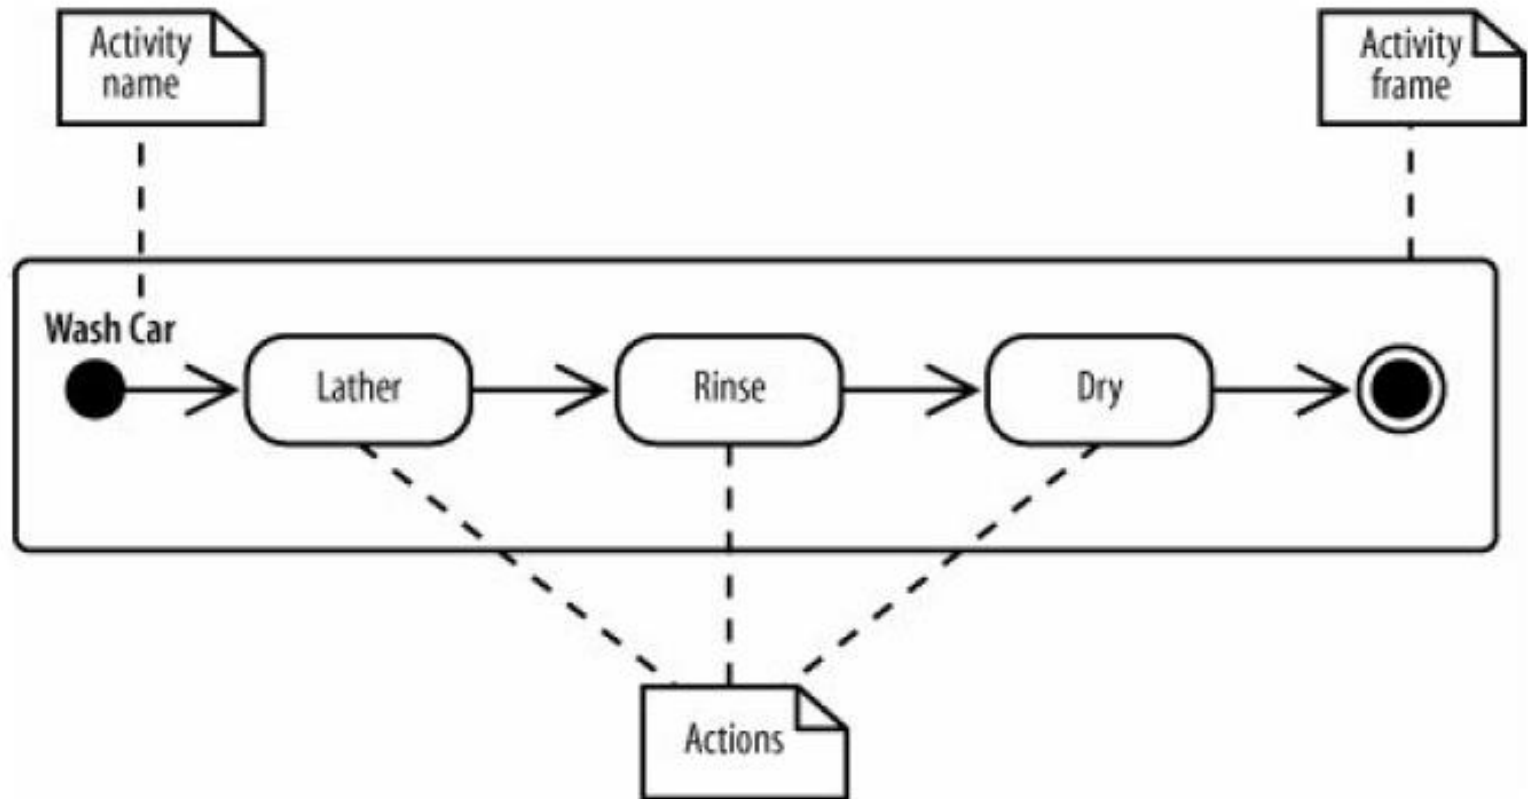 Activity
name
Activity
frame
Wash Car
Lather
Rinse
Dry
Actions